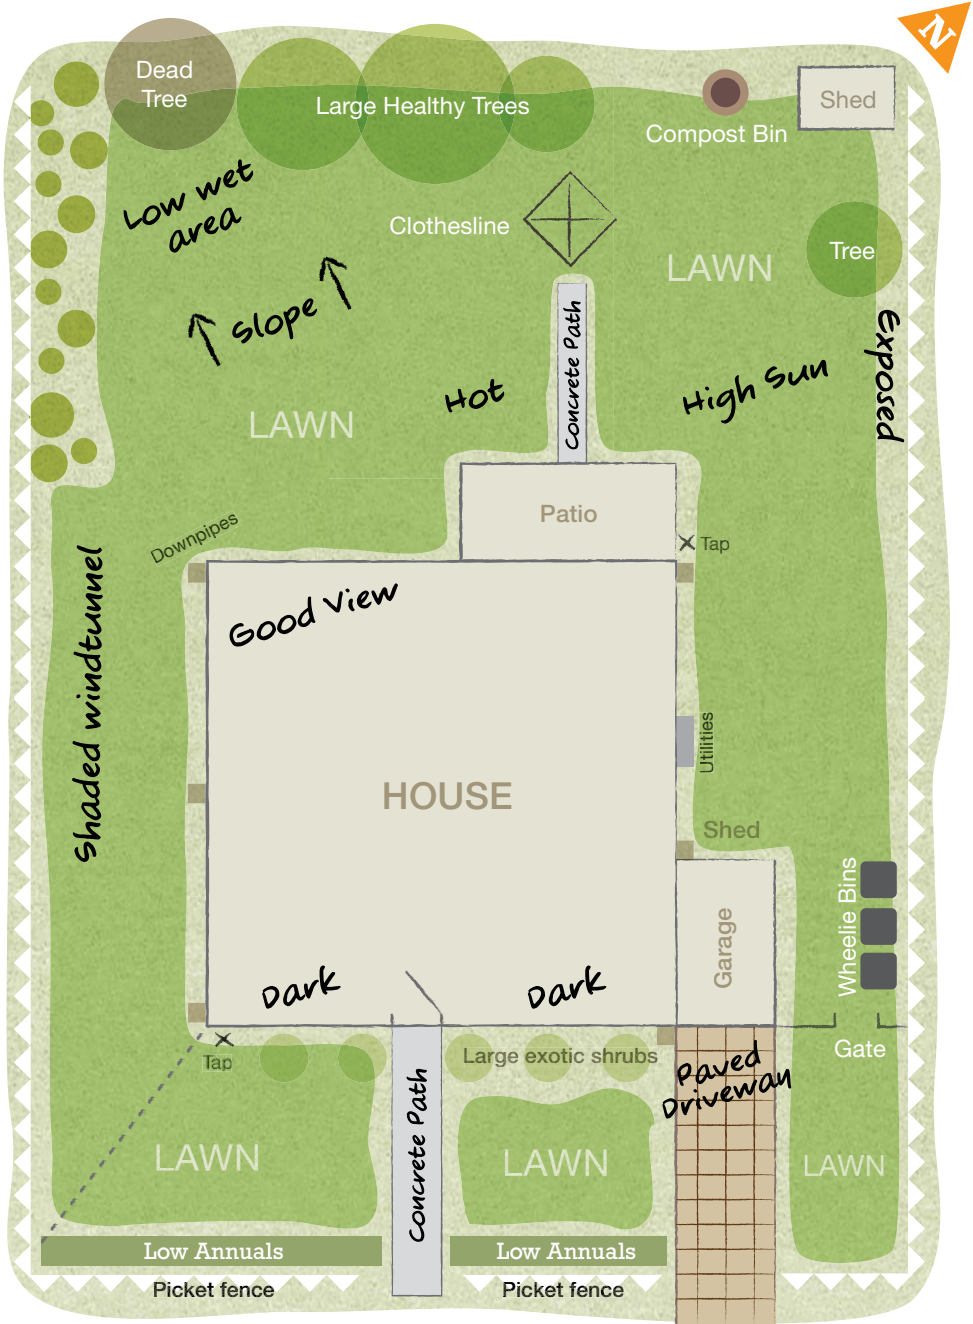 N
Dead
Tree
Large Healthy Trees
Shed
Compost Bin
Low wet
area
Clothesline
LAWN
Tree
Slope
Concrete Path
Exposed
Hot
High Sun
LAWN
Patio
Downpipes
Tap
Good View
Shaded windtunnel
Utilities
HOUSE
Shed
Wheelie Bins
Garage
Dark
Dark
Tap
Large exotic shrubs
Gate
Paved
Driveway
Concrete Path
LAWN
LAWN
LAWN
Low Annuals
Low Annuals
Picket fence
Picket fence